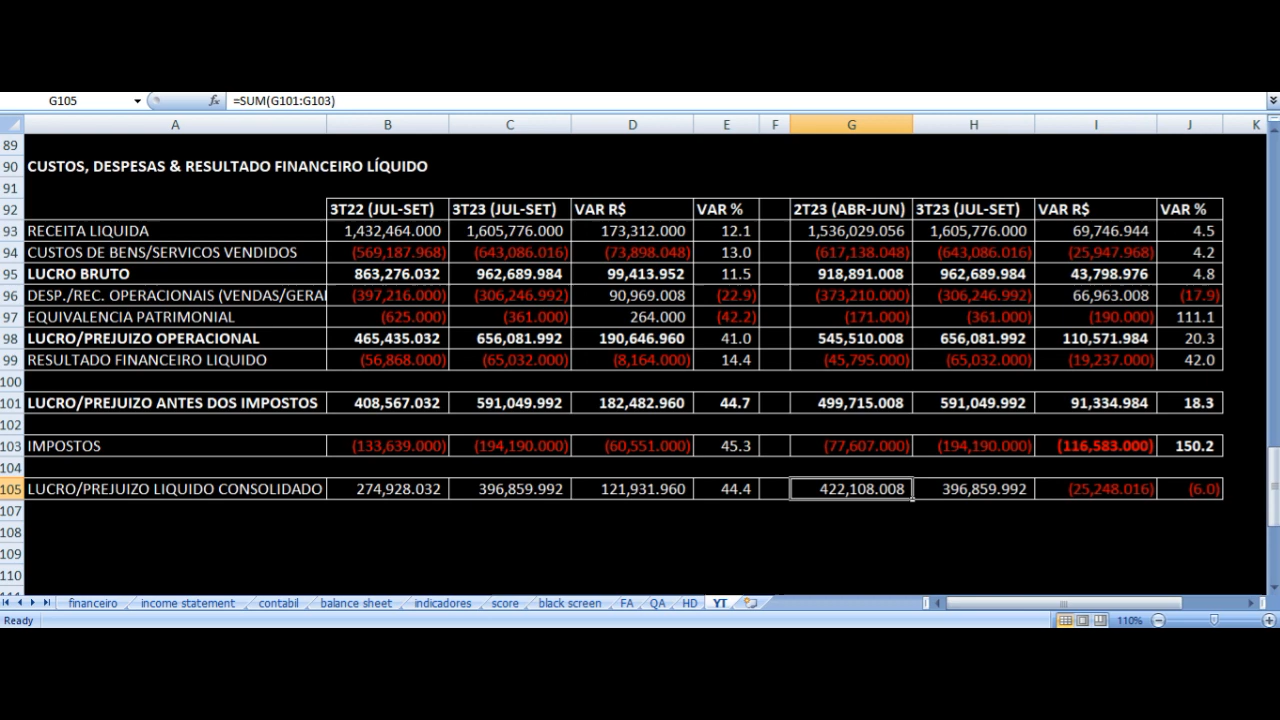 G105 fx =SUM(G101:G103)
A B C D E F G H I J K
89
90 CUSTOS, DESPESAS & RESULTADO FINANCEIRO LÍQUIDO
91
92 3T22 (JUL-SET) 3T23 (JUL-SET) VAR R$ VAR % 2T23 (ABR-JUN) 3T23 (JUL-SET) VAR R$ VAR %
93 RECEITA LIQUIDA 1,432,464.000 1,605,776.000 173,312.000 12.1 1,536,029.056 1,605,776.000 69,746.944 4.5
94 CUSTOS DE BENS/SERVICOS VENDIDOS (569,187.968) (643,086.016) (73,898.048) 13.0 (617,138.048) (643,086.016) (25,947.968) 4.2
95 LUCRO BRUTO 863,276.032 962,689.984 99,413.952 11.5 918,891.008 962,689.984 43,798.976 4.8
96 DESP./REC. OPERACIONAIS (VENDAS/GERAI (397,216.000) (306,246.992) 90,969.008 (22.9) (373,210.000) (306,246.992) 66,963.008 (17.9)
97 EQUIVALENCIA PATRIMONIAL (625.000) (361.000) 264.000 (42.2) (171.000) (361.000) (190.000) 111.1
98 LUCRO/PREJUIZO OPERACIONAL 465,435.032 656,081.992 190,646.960 41.0 545,510.008 656,081.992 110,571.984 20.3
99 RESULTADO FINANCEIRO LIQUIDO (56,868.000) (65,032.000) (8,164.000) 14.4 (45,795.000) (65,032.000) (19,237.000) 42.0
100
101 LUCRO/PREJUIZO ANTES DOS IMPOSTOS 408,567.032 591,049.992 182,482.960 44.7 499,715.008 591,049.992 91,334.984 18.3
102
103 IMPOSTOS (133,639.000) (194,190.000) (60,551.000) 45.3 (77,607.000) (194,190.000) (116,583.000) 150.2
104
105 LUCRO/PREJUIZO LIQUIDO CONSOLIDADO 274,928.032 396,859.992 121,931.960 44.4 422,108.008 396,859.992 (25,248.016) (6.0)
107
108
109
110
financeiro income statement contabil balance sheet indicadores score black screen FA QA HD YT
Ready 110%